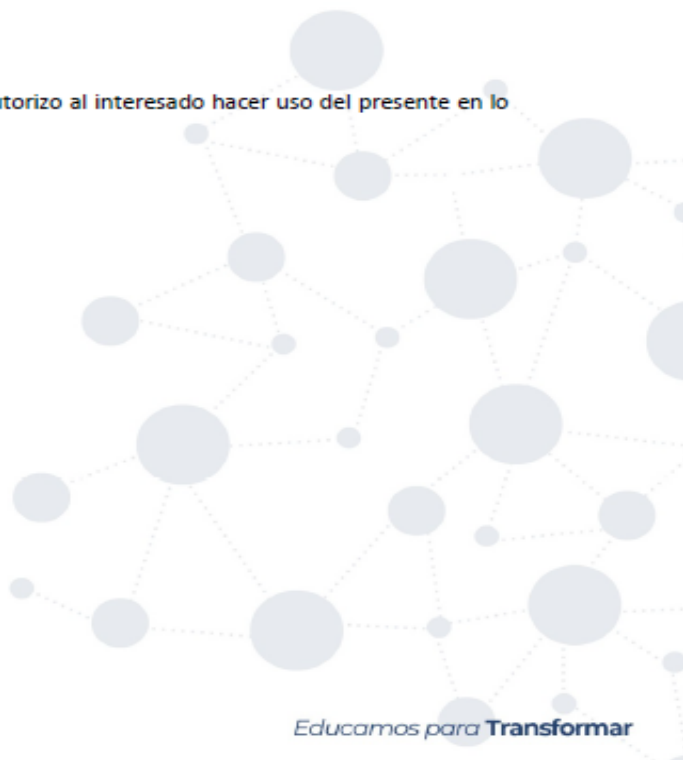 torizo al interesado hacer uso del presente en lo
Educamos para Transformar